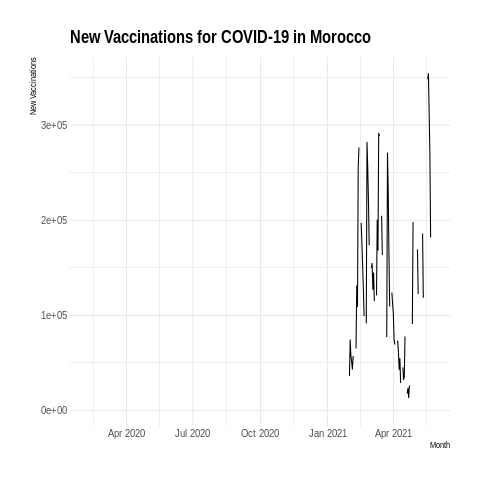 New Vaccinations for COVID-19 in Morocco
New Vaccinations
3e+05
2e+05
1e+05
0e+00
Apr 2020 Jul 2020 Oct 2020 Jan 2021 Apr 2021
Month